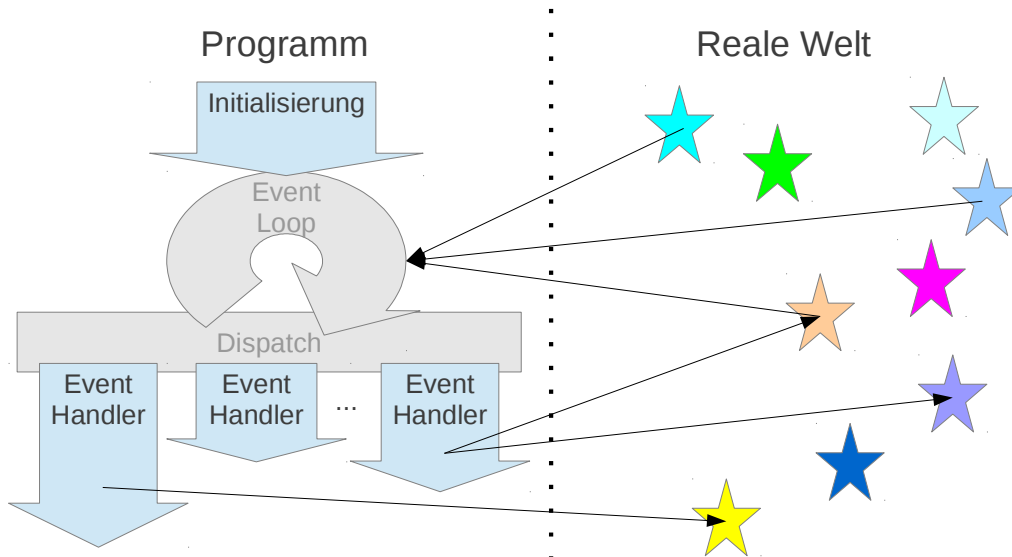 Programm
Reale Welt
Initialisierung
Event
Loop
Dispatch
Event
Handler
Event
Handler
...
Event
Handler